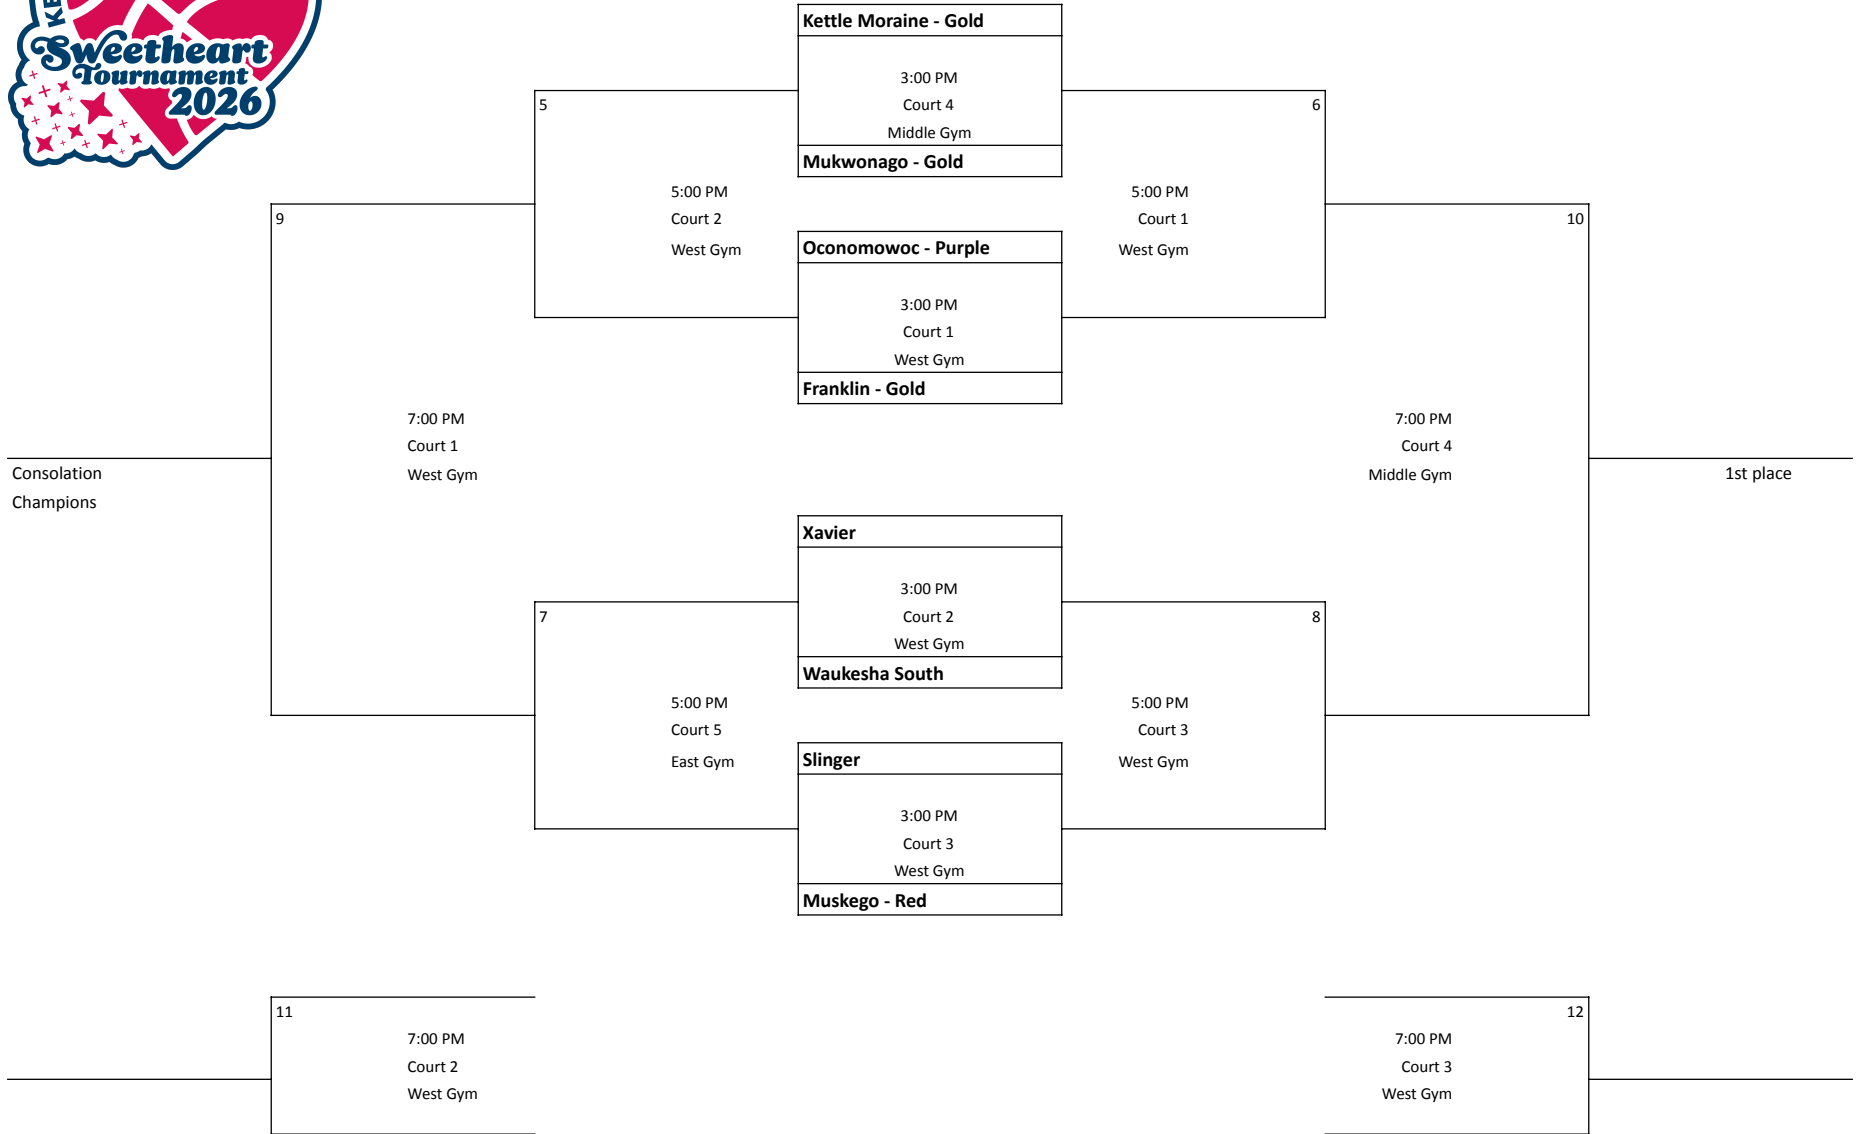 KE
Sweetheart
Tournament
2026
Kettle Moraine - Gold
3:00 PM
Court 4
Middle Gym
Mukwonago - Gold
5
6
5:00 PM
Court 2
West Gym
5:00 PM
Court 1
West Gym
9
10
Oconomowoc - Purple
3:00 PM
Court 1
West Gym
Franklin - Gold
7:00 PM
Court 1
West Gym
7:00 PM
Court 4
Middle Gym
Consolation
Champions
1st place
Xavier
3:00 PM
Court 2
West Gym
Waukesha South
7
8
5:00 PM
Court 5
East Gym
5:00 PM
Court 3
West Gym
Slinger
3:00 PM
Court 3
West Gym
Muskego - Red
11
7:00 PM
Court 2
West Gym
12
7:00 PM
Court 3
West Gym